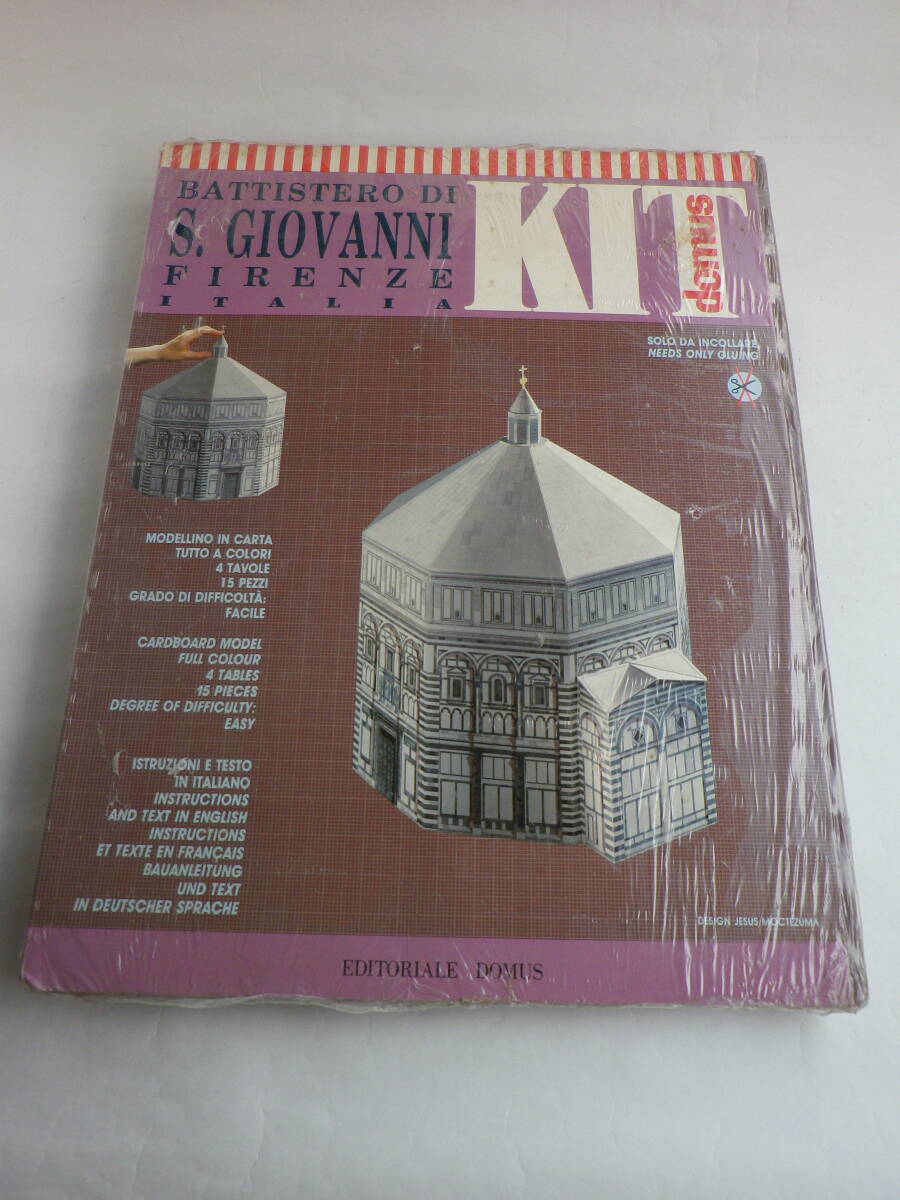 BATTISTERO DI
S. GIOVANNI
FIRENZE
ITALIA
KIT
domus
SOLO DA INCOLLARE
NEEDS ONLY GLUING
MODELLINO IN CARTA
TUTTO A COLORI
4 TAVOLE
15 PEZZI
GRADO DI DIFFICOLTÀ:
FACILE
CARDBOARD MODEL
FULL COLOUR
4 TABLES
15 PIECES
DEGREE OF DIFFICULTY:
EASY
ISTRUZIONI E TESTO
IN ITALIANO
INSTRUCTIONS
AND TEXT IN ENGLISH
INSTRUCTIONS
ET TEXTE EN FRANÇAIS
BAUANLEITUNG
UND TEXT
IN DEUTSCHER SPRACHE
DESIGN JESUS/MOCTEZUMA
EDITORIALE DOMUS